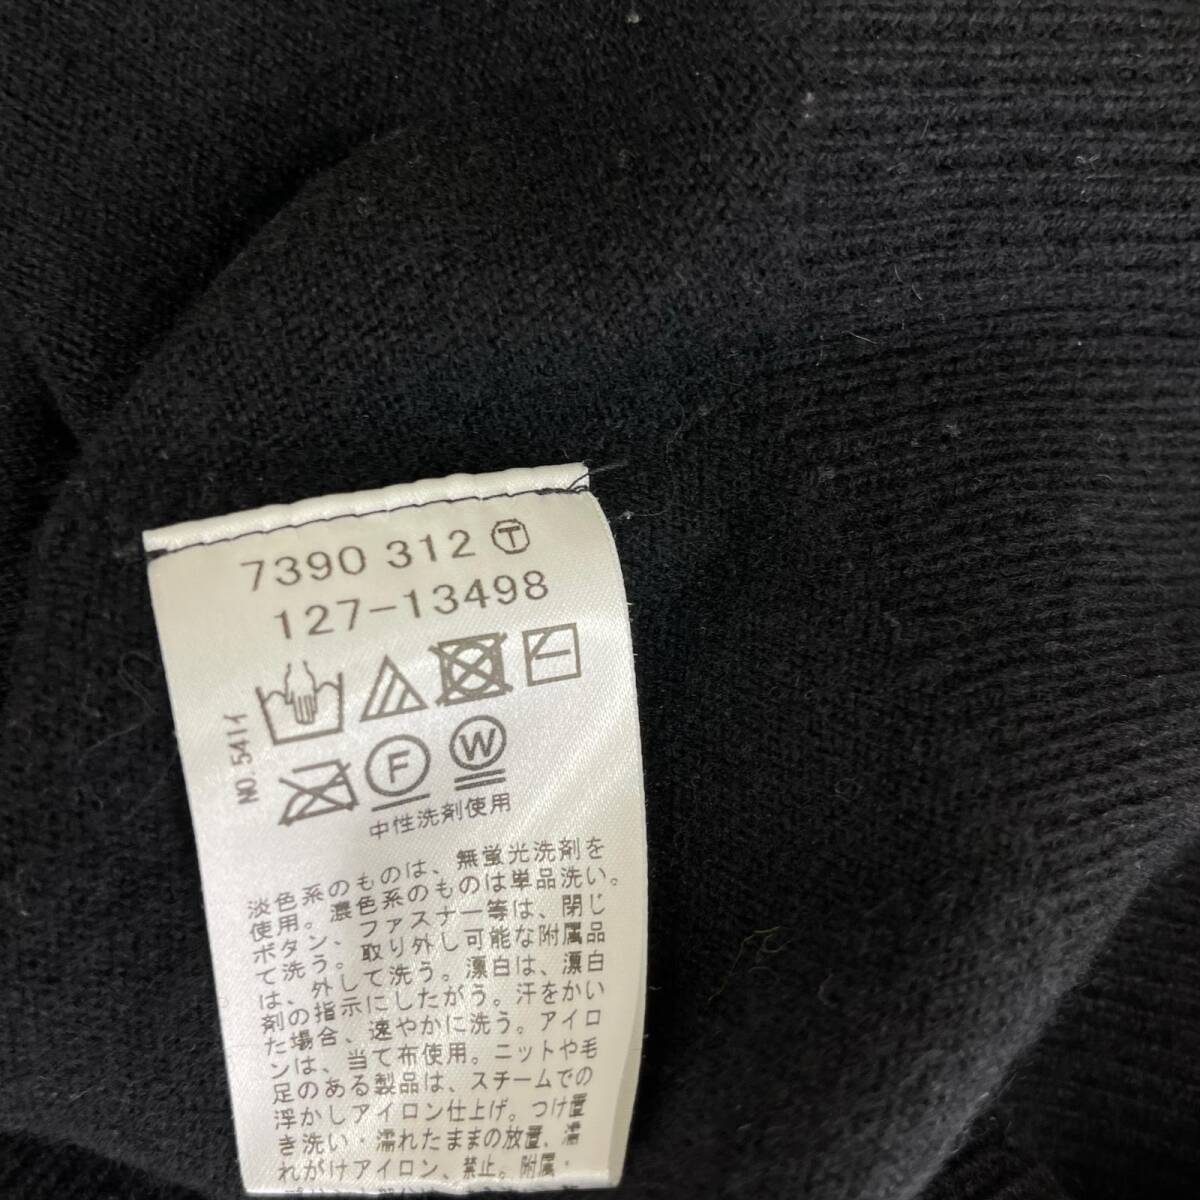 7390 312 Ⓣ
127-13498
NO.541イ
F W
中性洗剤使用
淡色系のものは、無蛍光洗剤を
使用。濃色系のものは単品洗い。
ボタン、ファスナー等は、閉じ
て洗う。取り外し可能な附属品
は、外して洗う。漂白は、漂白
剤の指示にしたがう。汗をかい
た場合、速やかに洗う。アイロ
ンは、当て布使用。ニットや毛
足のある製品は、スチームでの
浮かしアイロン仕上げ。つけ置
き洗い・濡れたままの放置、濡
れがけアイロン、禁止。附属・